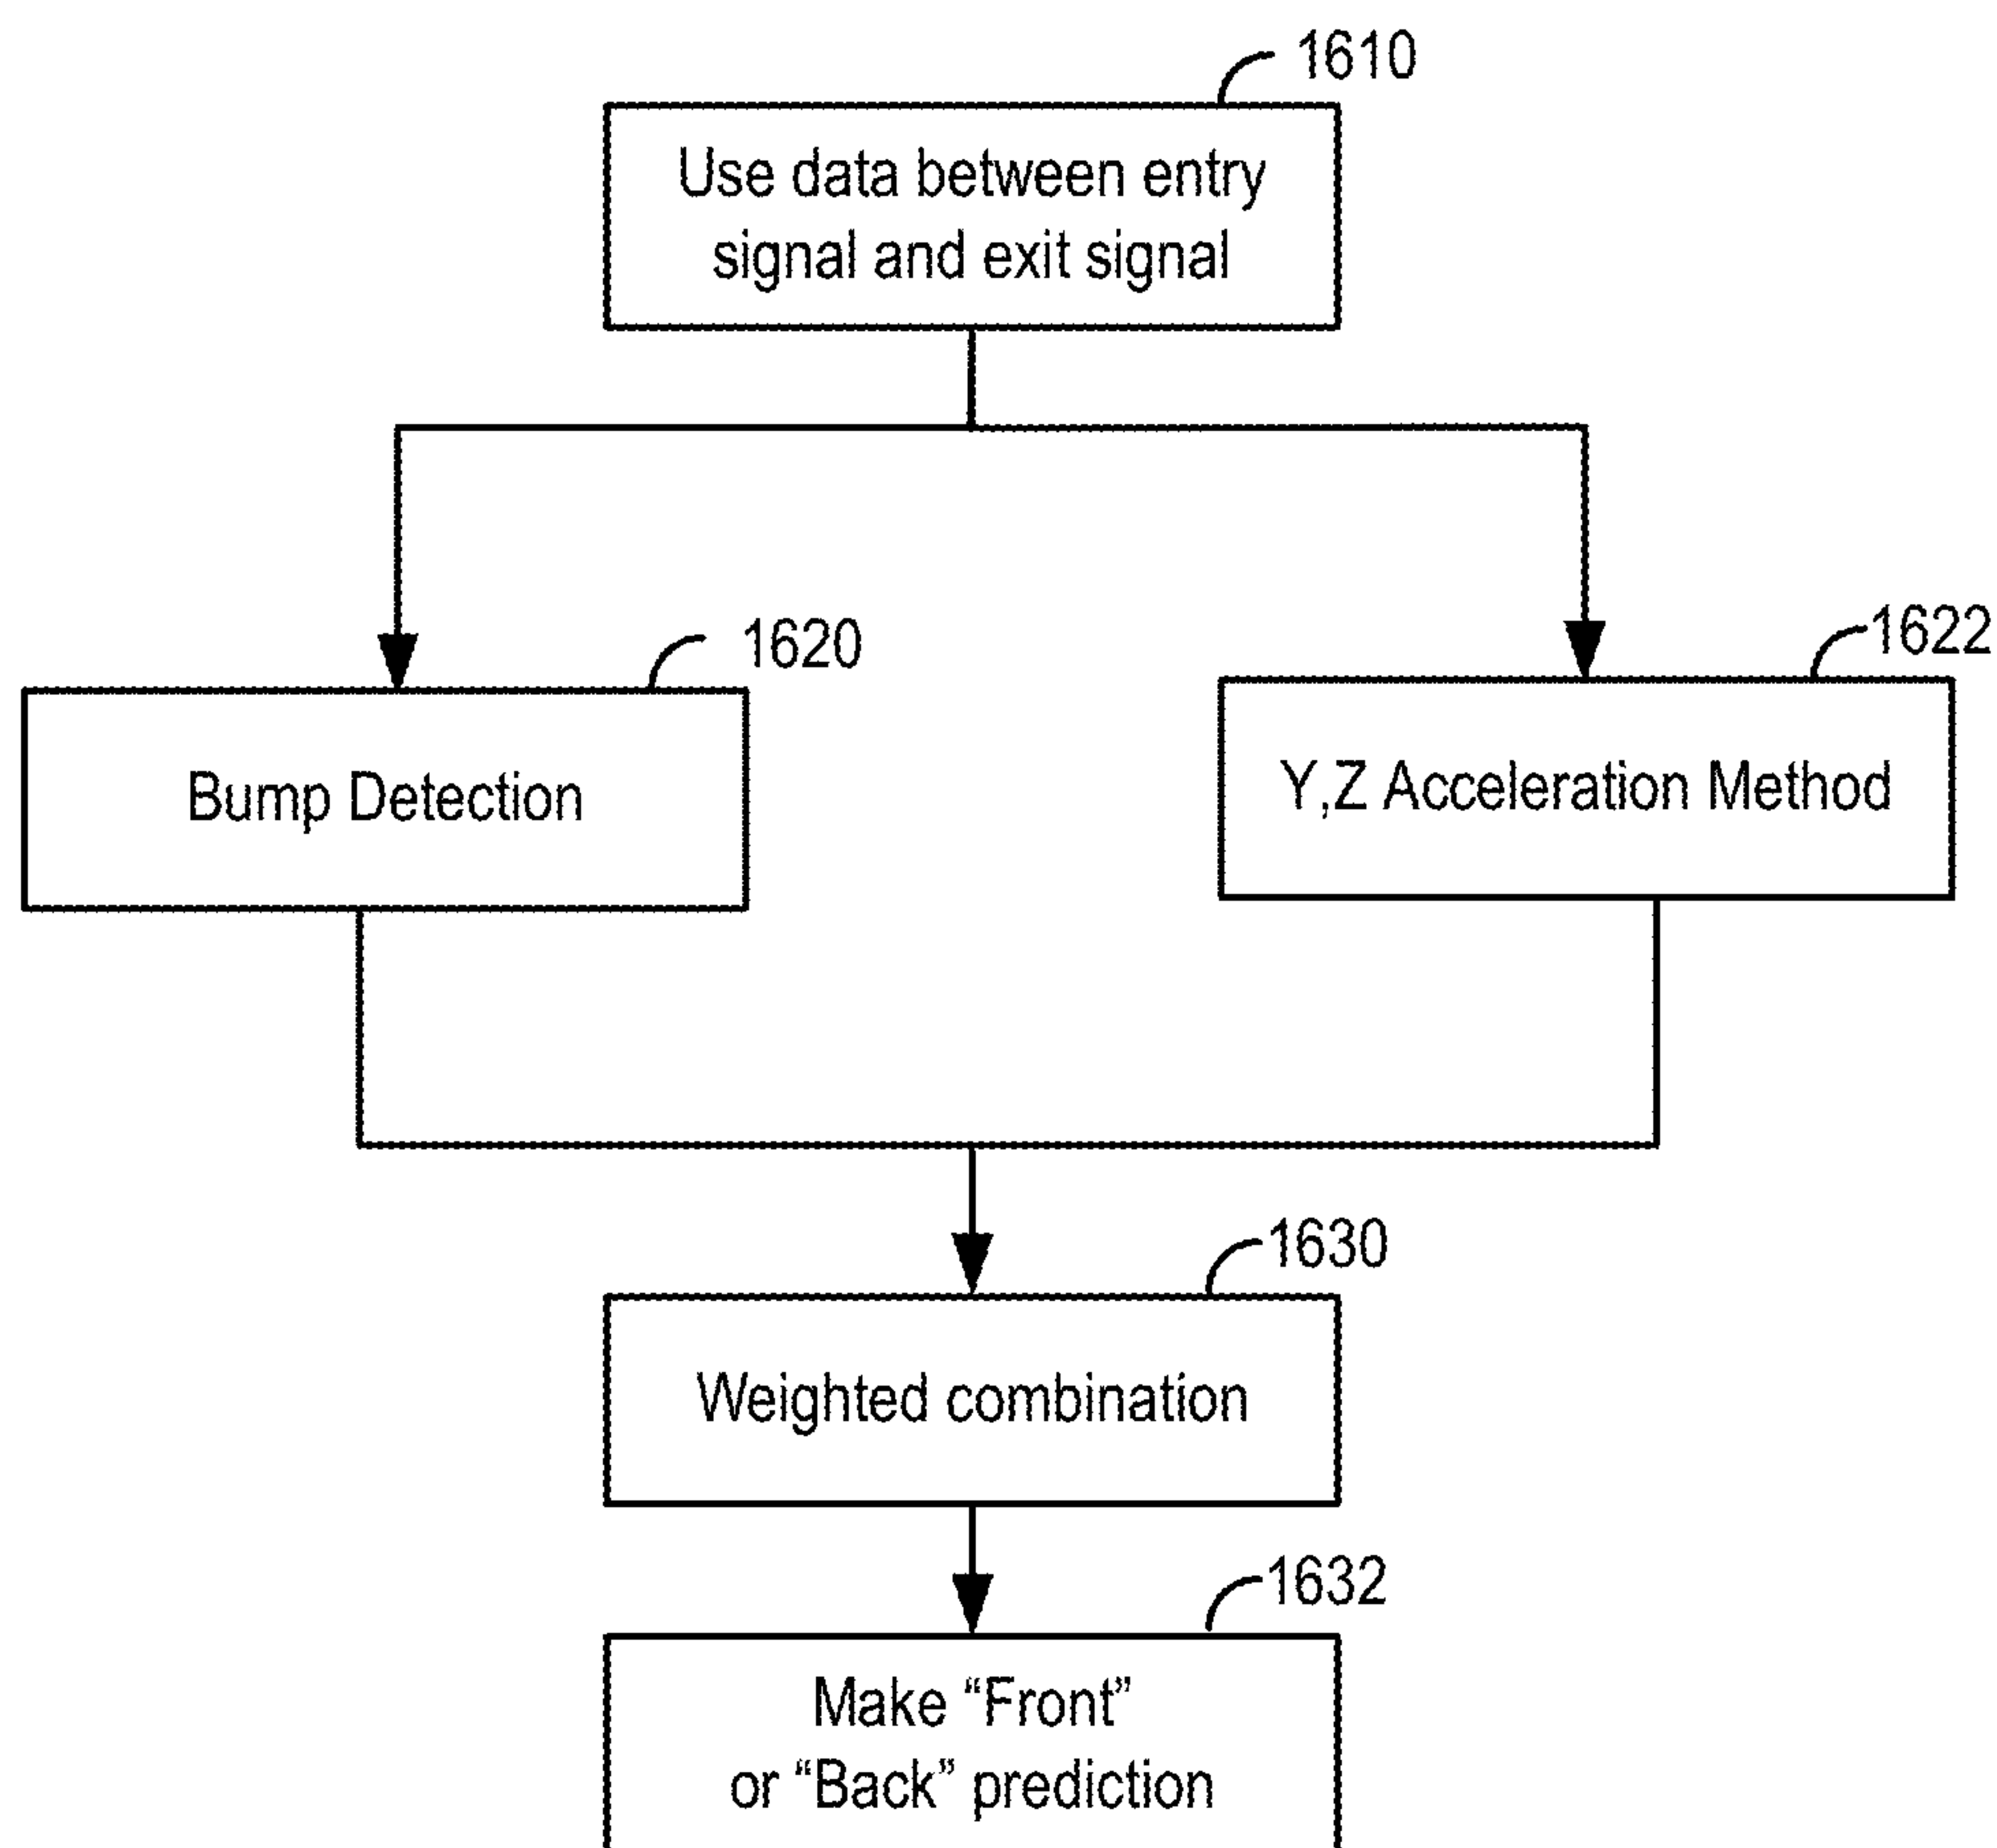 1610
Use data between entry
signal and exit signal
1620
1622
Bump Detection
Y,Z Acceleration Method
1630
Weighted combination
1632
Make “Front”
or “Back” prediction